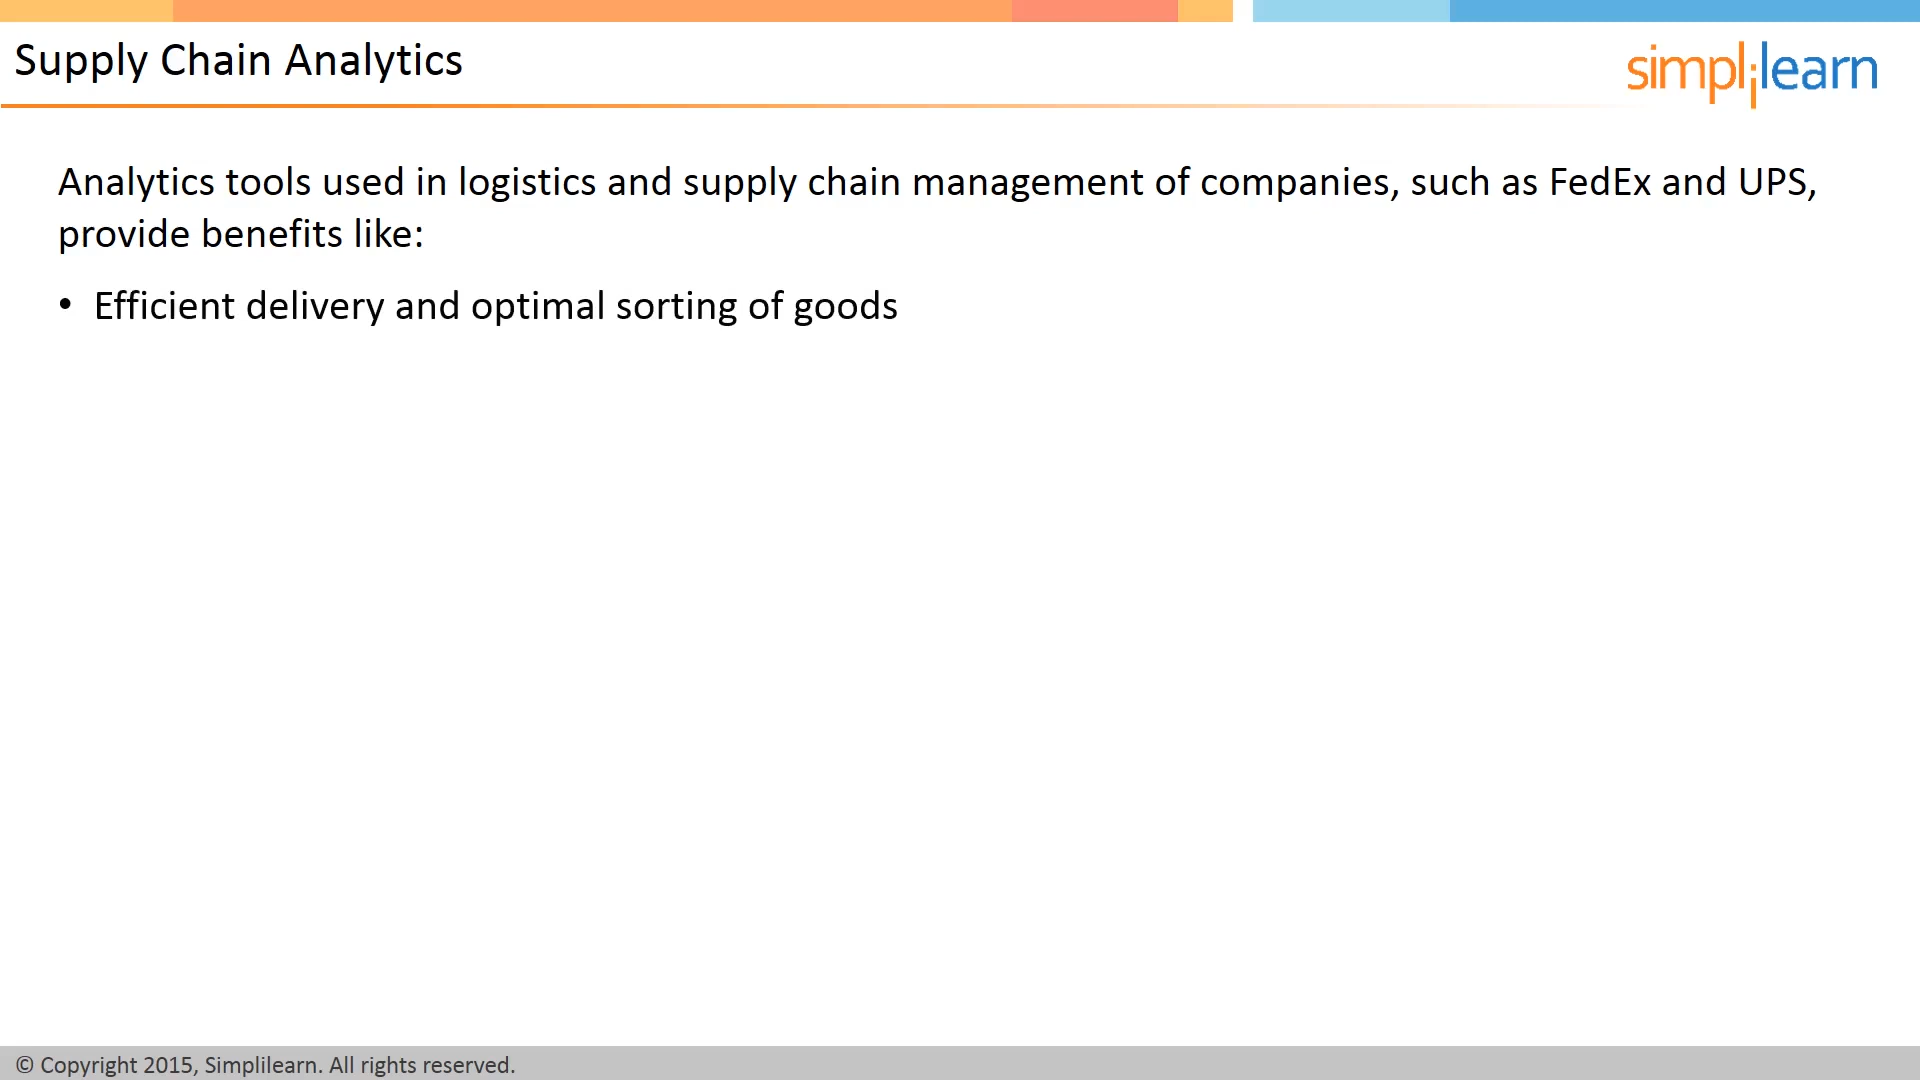 Supply Chain Analytics
simplilearn
Analytics tools used in logistics and supply chain management of companies, such as FedEx and UPS,
provide benefits like:
• Efficient delivery and optimal sorting of goods
© Copyright 2015, Simplilearn. All rights reserved.